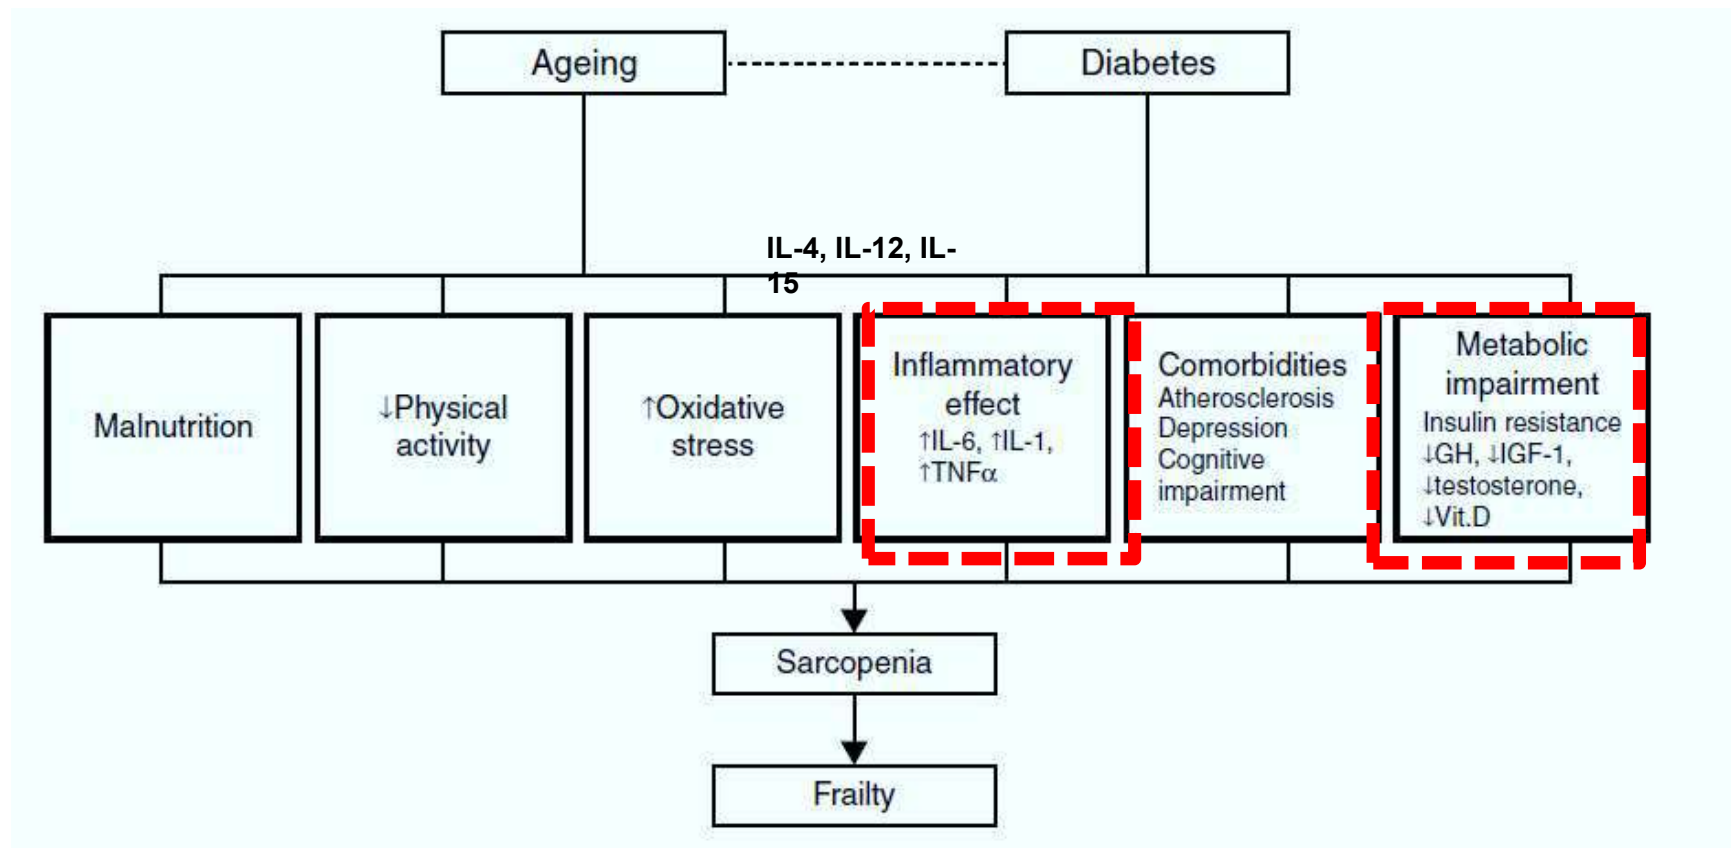 Ageing
Diabetes
IL-4, IL-12, IL-
15
Malnutrition
↓Physical
activity
↑Oxidative
stress
Inflammatory
effect
↑IL-6, ↑IL-1,
↑TNFα
Comorbidities
Atherosclerosis
Depression
Cognitive
impairment
Metabolic
impairment
Insulin resistance
↓GH, ↓IGF-1,
↓testosterone,
↓Vit.D
Sarcopenia
Frailty